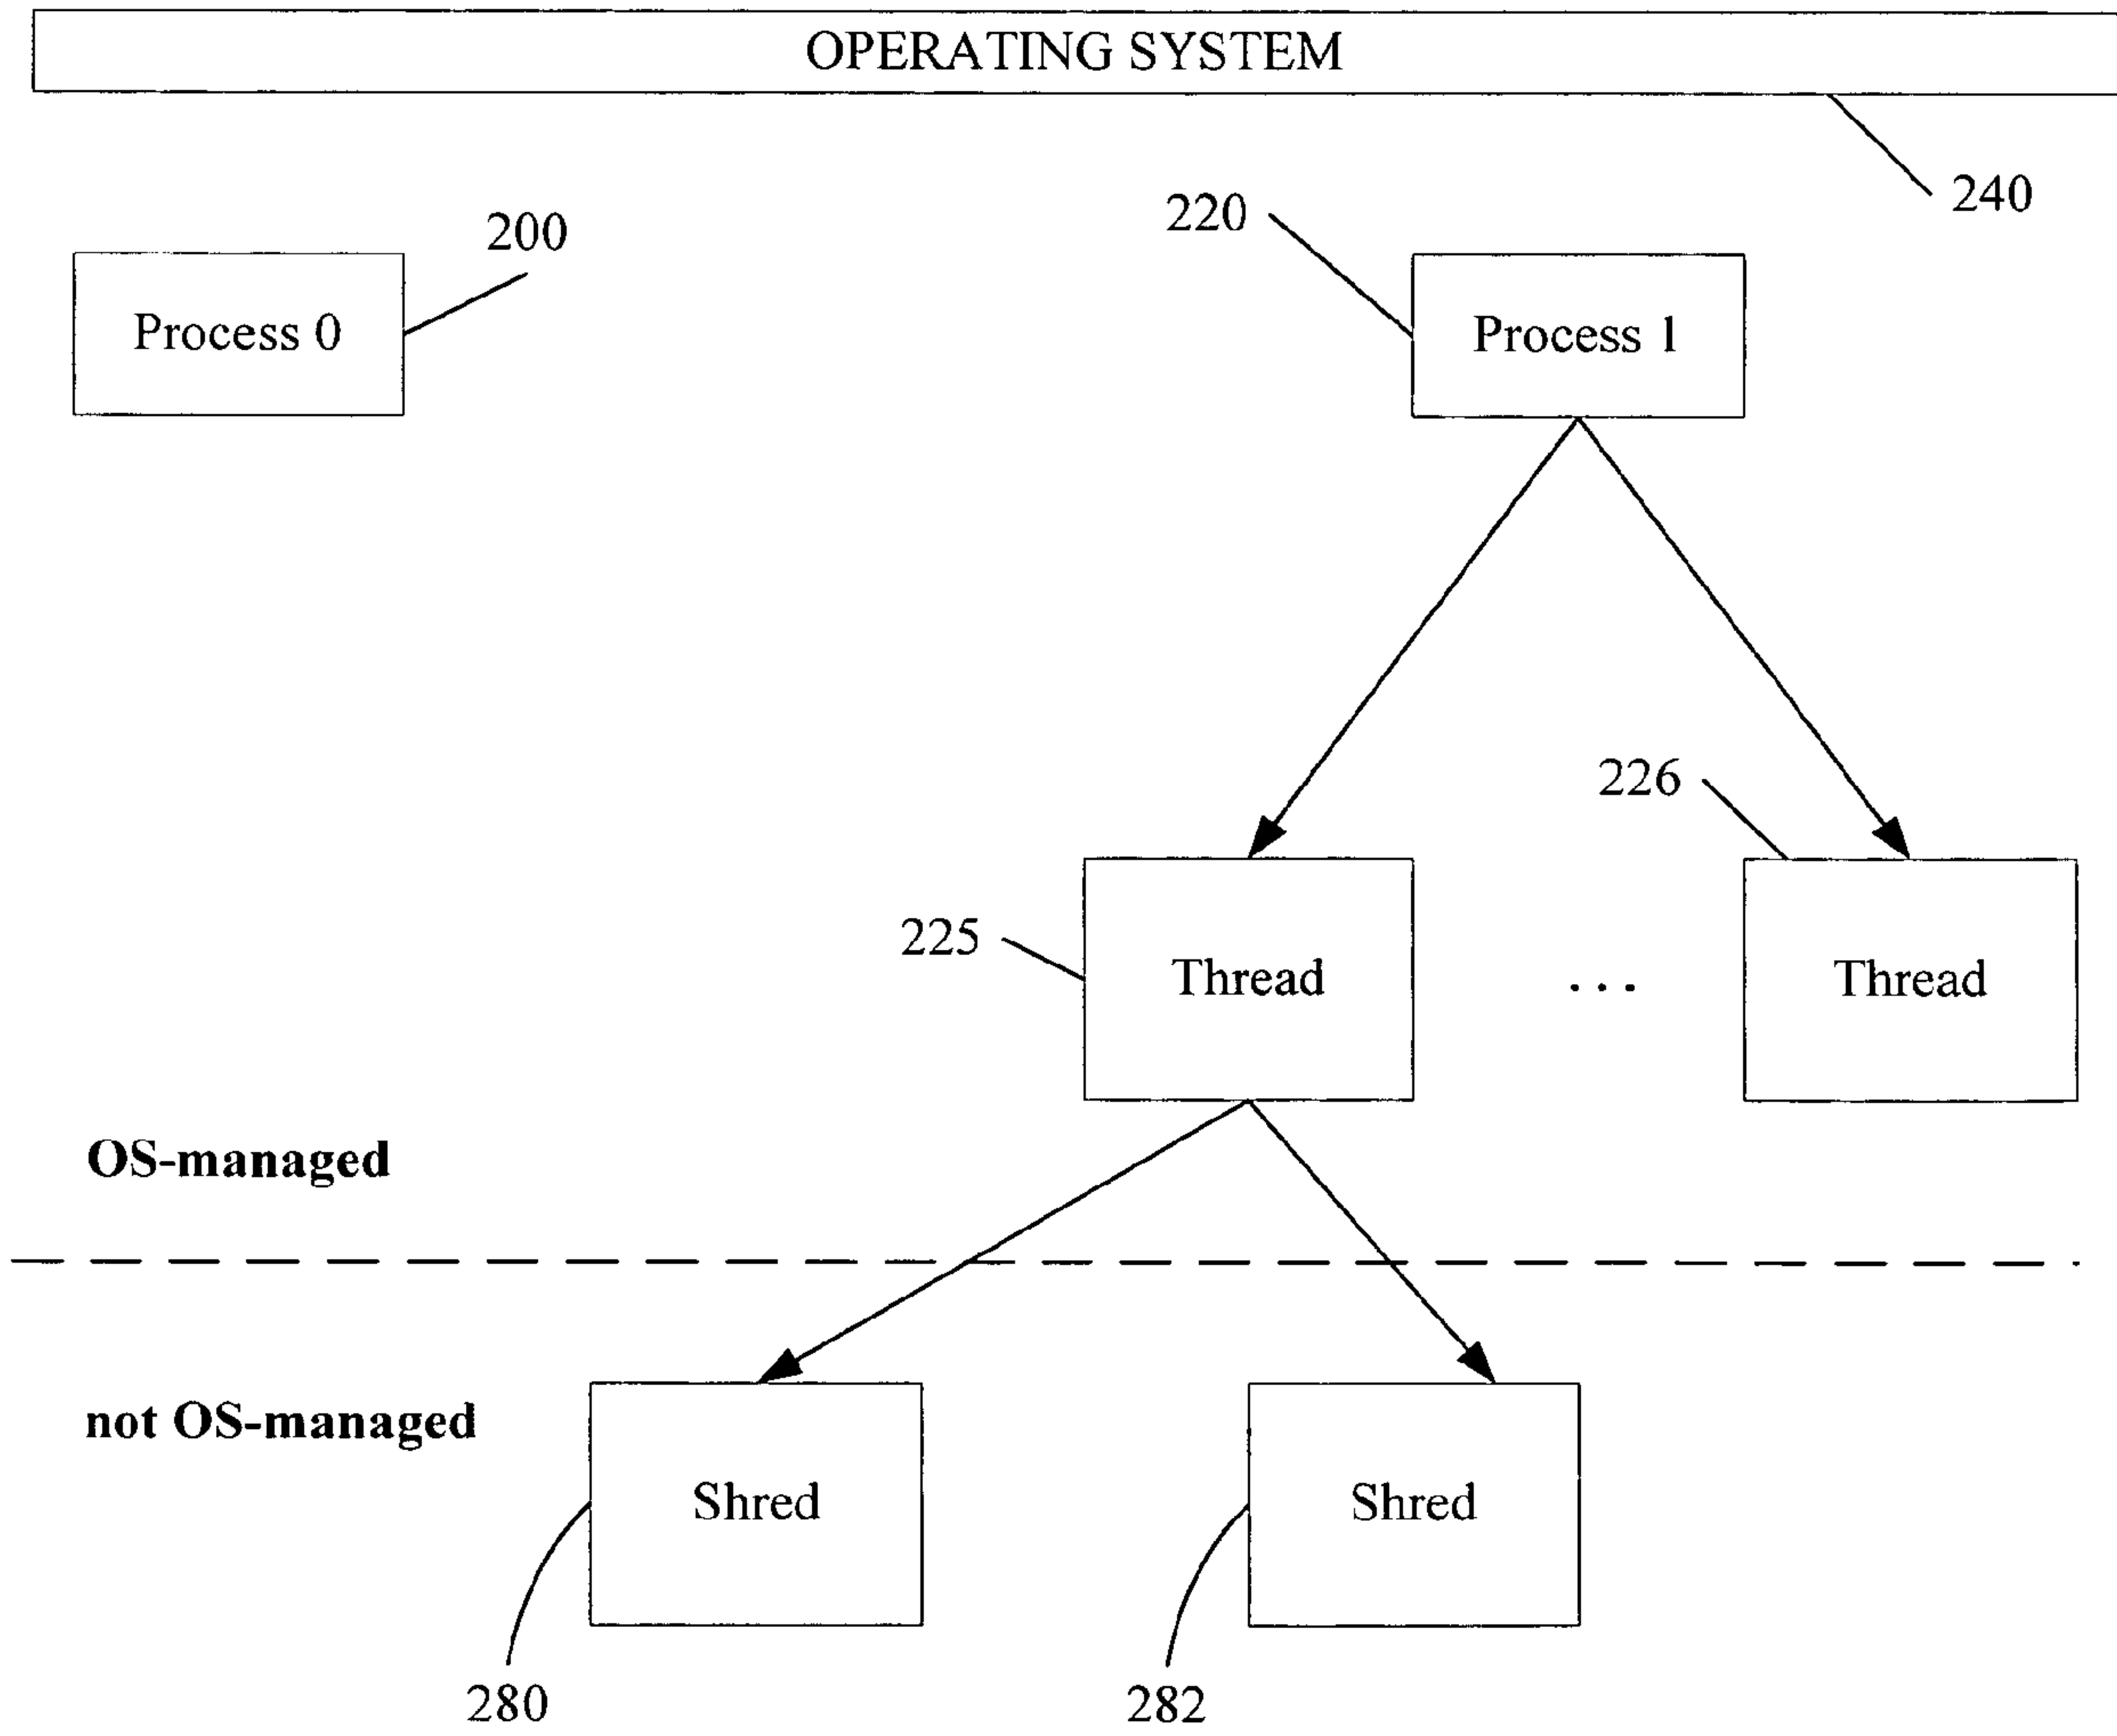 OPERATING SYSTEM
240
200
220
Process 0
Process 1
226
225
Thread
. . .
Thread
OS-managed
not OS-managed
Shred
Shred
280
282